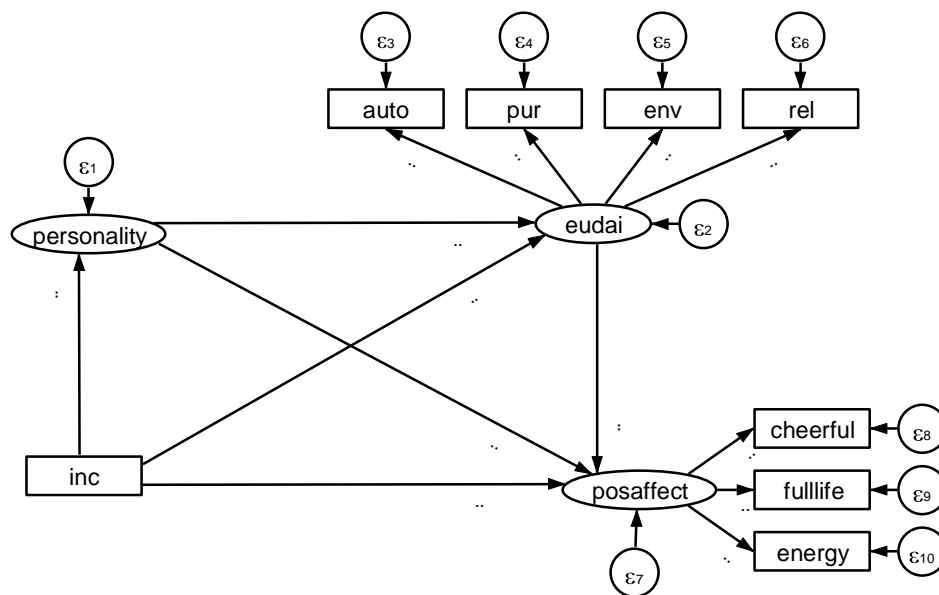 ε3
ε4
ε5
ε6
auto
pur
env
rel
ε1
personality
eudai
ε2
inc
posaffect
cheerful
ε8
fulllife
ε9
energy
ε10
ε7